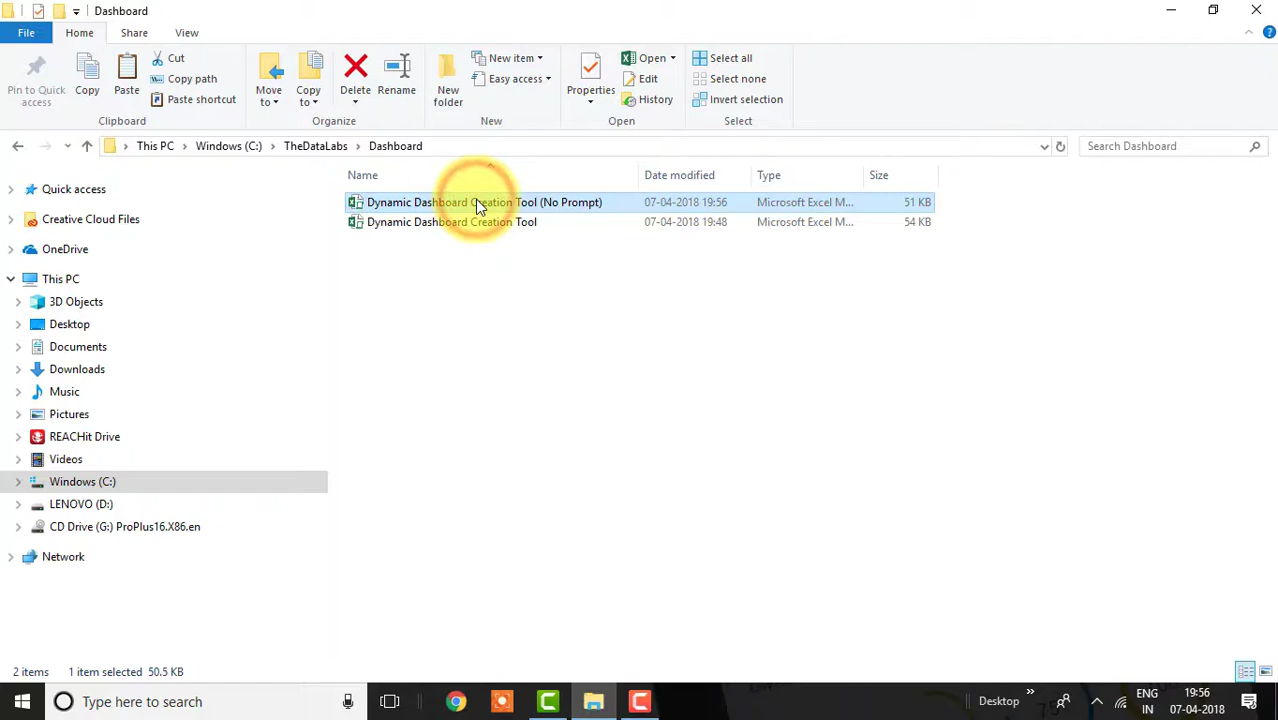 Dashboard
File Home Share View
Pin to Quick access
Copy
Paste
Cut
Copy path
Paste shortcut
Clipboard
Move to
Copy to
Delete
Rename
Organize
New folder
New item
Easy access
New
Properties
Open
Edit
History
Open
Select all
Select none
Invert selection
Select
This PC Windows (C:) TheDataLabs Dashboard
Search Dashboard
Name Date modified Type Size
Dynamic Dashboard Creation Tool (No Prompt) 07-04-2018 19:56 Microsoft Excel M... 51 KB
Dynamic Dashboard Creation Tool 07-04-2018 19:48 Microsoft Excel M... 54 KB
Quick access
Creative Cloud Files
OneDrive
This PC
3D Objects
Desktop
Documents
Downloads
Music
Pictures
REACHit Drive
Videos
Windows (C:)
LENOVO (D:)
CD Drive (G:) ProPlus16.X86.en
Network
2 items 1 item selected 50.5 KB
Type here to search
Desktop
ENG
IN
19:56
07-04-2018